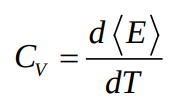 C_V = d⟨E⟩ / dT